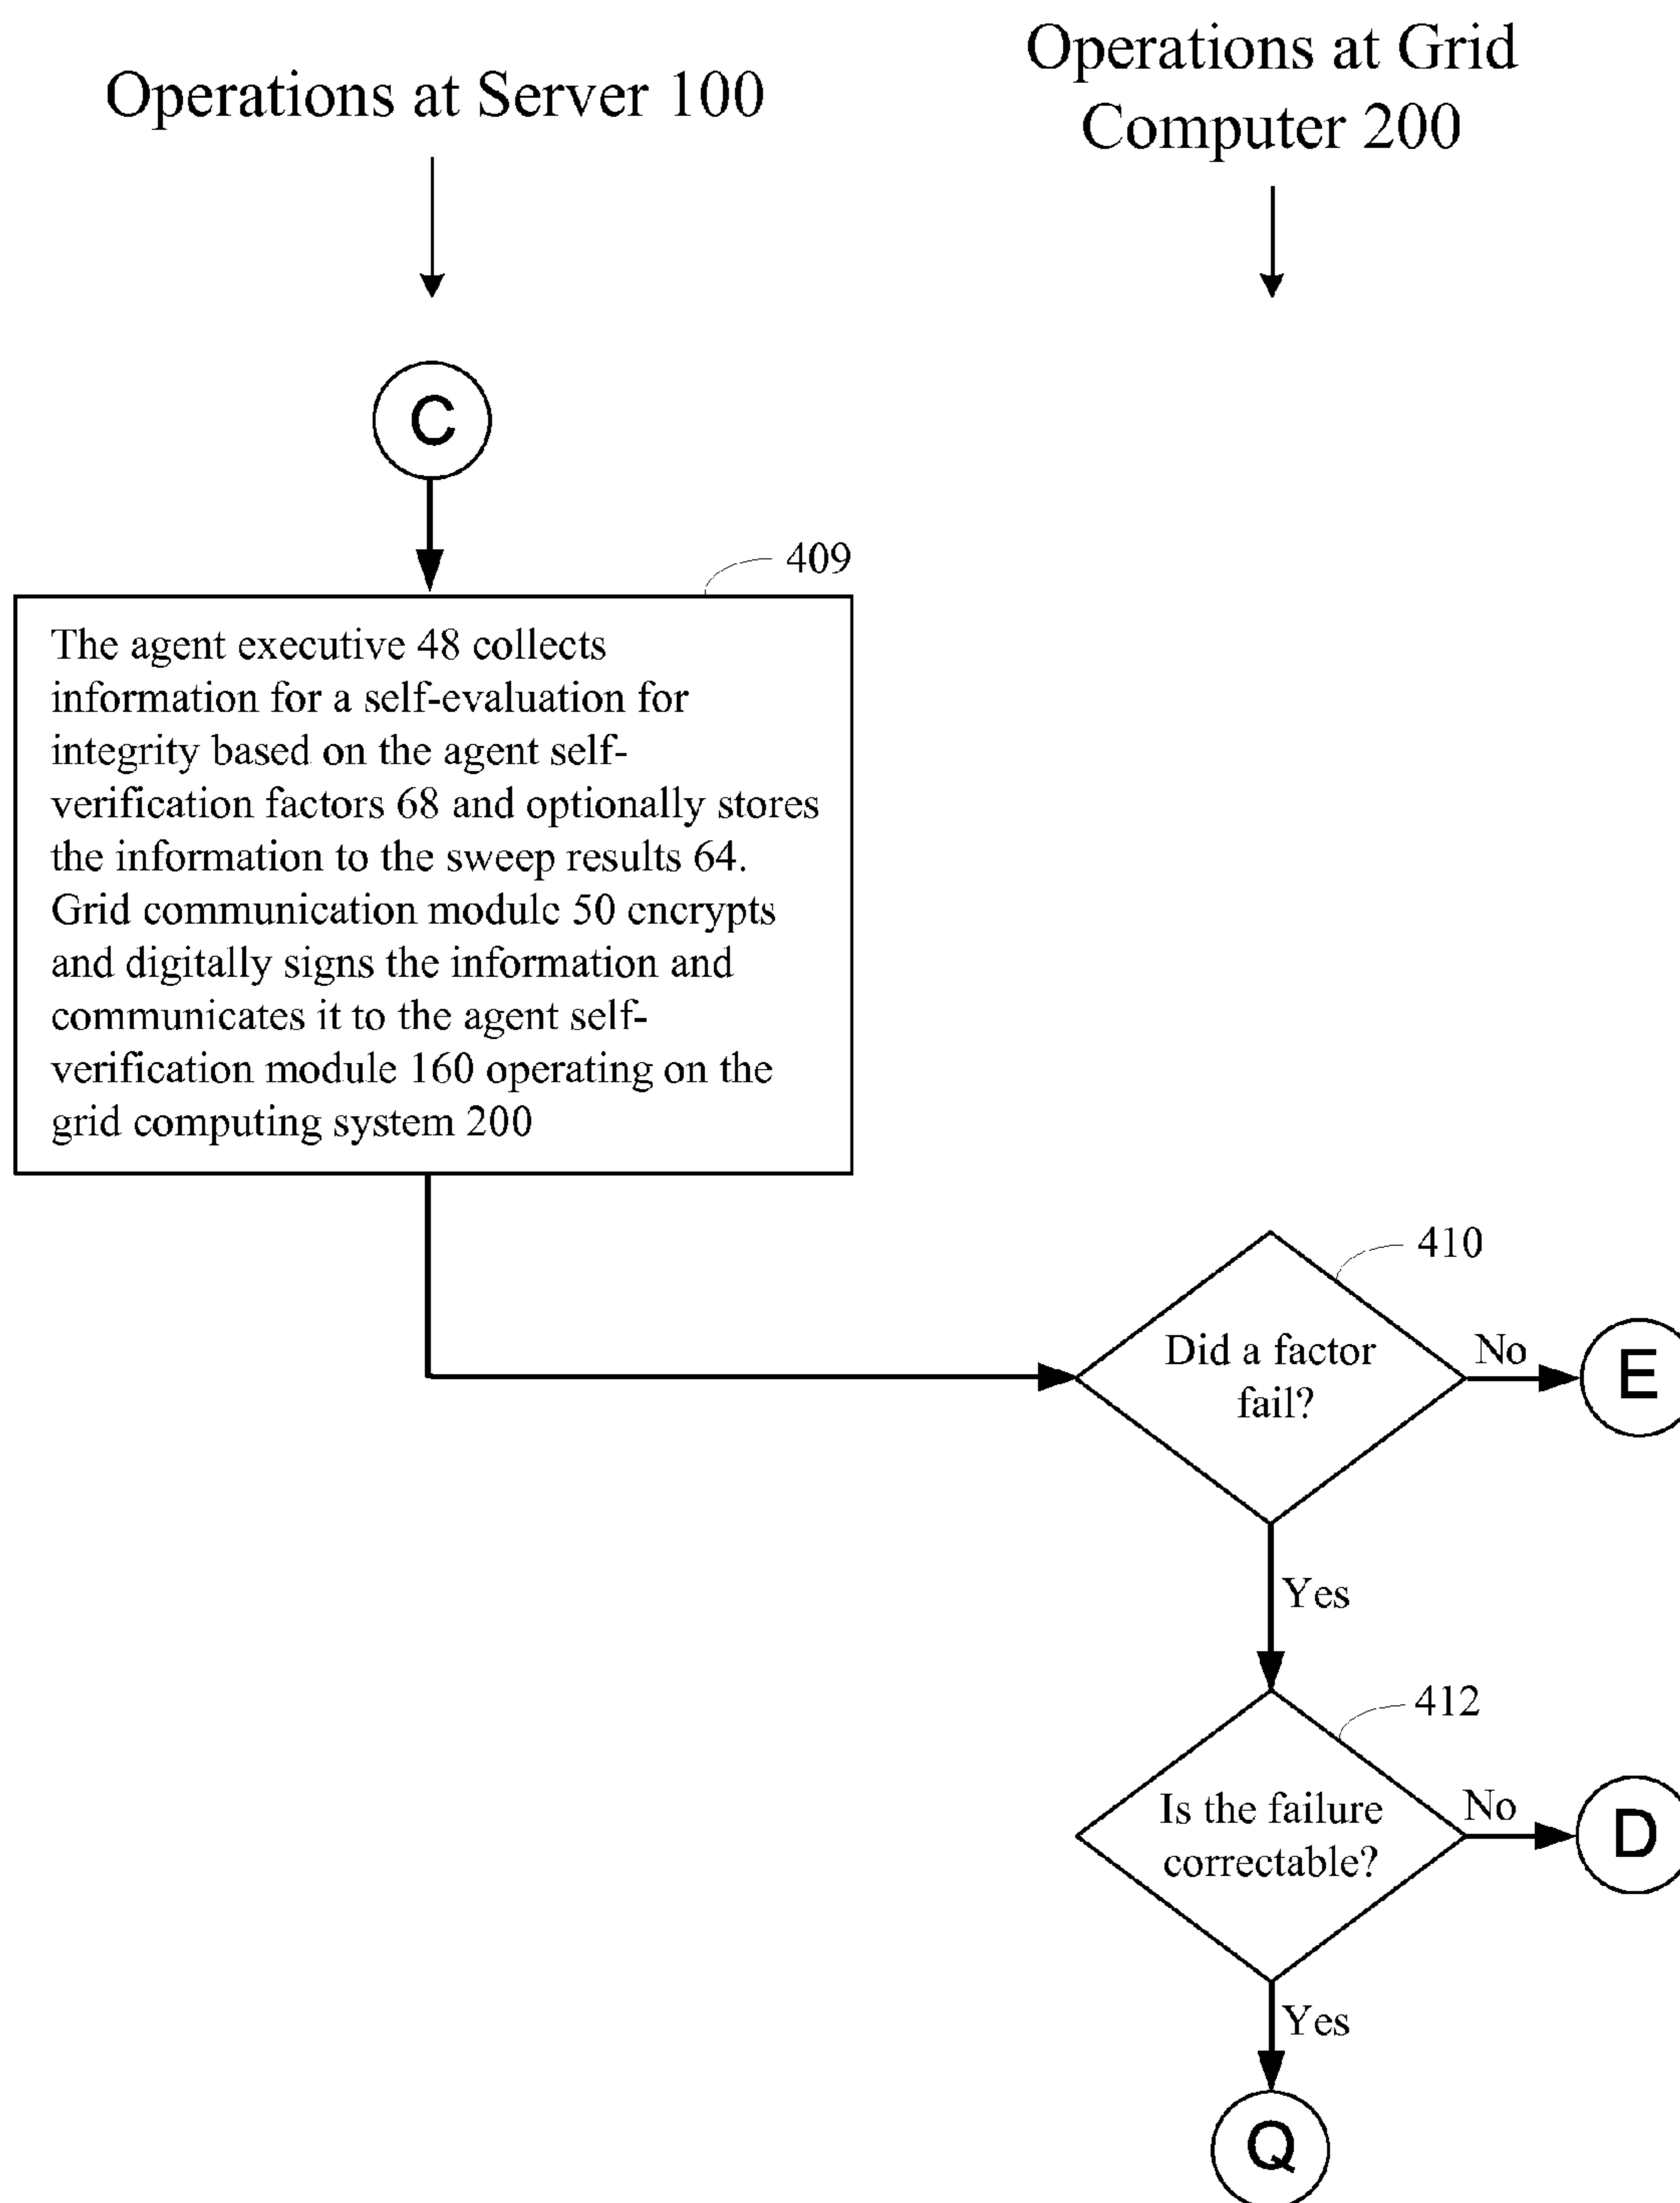 Operations at Server 100
Operations at Grid
Computer 200
C
409
The agent executive 48 collects
information for a self-evaluation for
integrity based on the agent self-
verification factors 68 and optionally stores
the information to the sweep results 64.
Grid communication module 50 encrypts
and digitally signs the information and
communicates it to the agent self-
verification module 160 operating on the
grid computing system 200
410
Did a factor
fail?
No
E
Yes
412
Is the failure
correctable?
No
D
Yes
Q